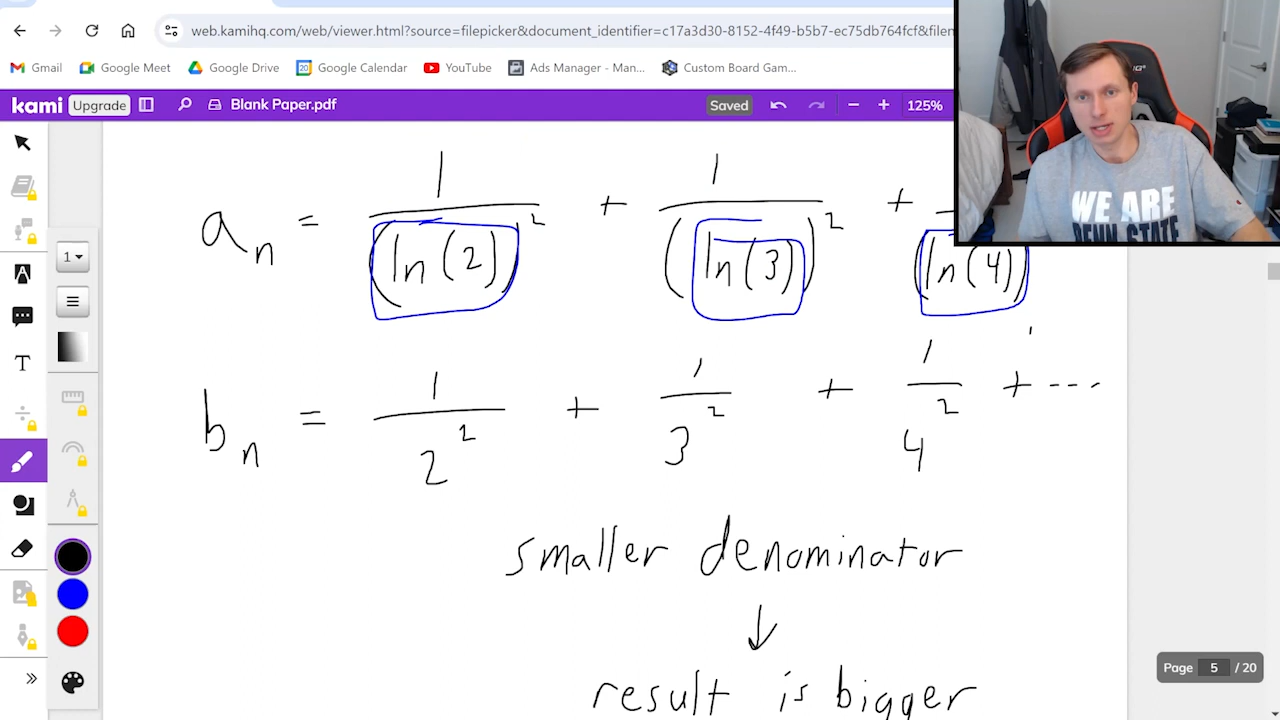 web.kamihq.com/web/viewer.html?source=filepicker&document_identifier=c17a3d30-8152-4f49-b5b7-ec75db764fcf&filen
Gmail Google Meet Google Drive 20 Google Calendar YouTube Ads Manager - Man... Custom Board Gam...
kami Upgrade Blank Paper.pdf Saved 125%
WE ARE
PENN STATE
1
a_n = 1/(ln(2))^2 + 1/(ln(3))^2 + (ln(4))
b_n = 1/2^2 + 1/3^2 + 1/4^2 + ---
smaller denominator
↓
result is bigger
Page 5 / 20